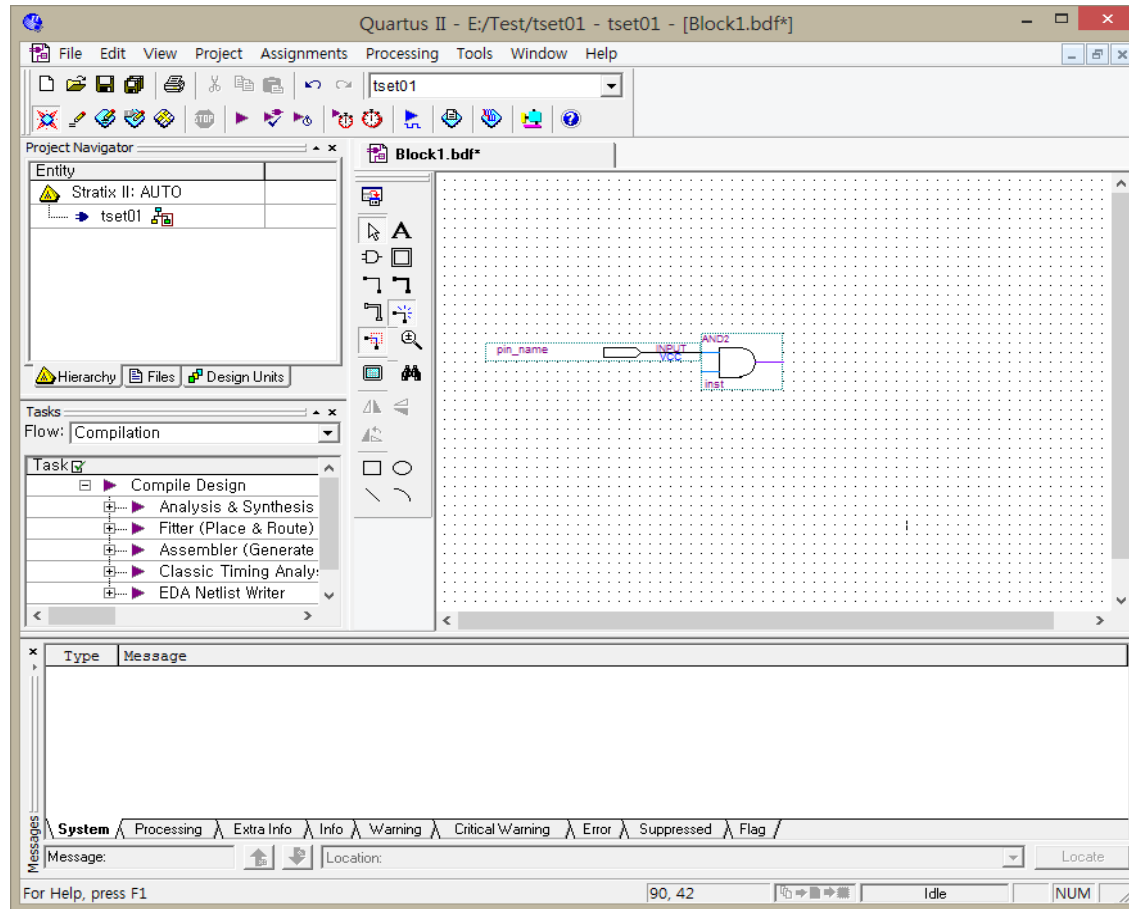 Quartus II - E:/Test/tset01 - tset01 - [Block1.bdf*]
File Edit View Project Assignments Processing Tools Window Help
tset01
STOP
Project Navigator
Entity
Stratix II: AUTO
tset01
Hierarchy Files Design Units
Tasks
Flow: Compilation
Task
Compile Design
Analysis & Synthesis
Fitter (Place & Route)
Assembler (Generate
Classic Timing Analy
EDA Netlist Writer
Block1.bdf*
A
pin_name INPUT
VCC
AND2
inst
Type Message
Messages
System Processing Extra Info Info Warning Critical Warning Error Suppressed Flag
Message: Location: Locate
For Help, press F1 90, 42 Idle NUM